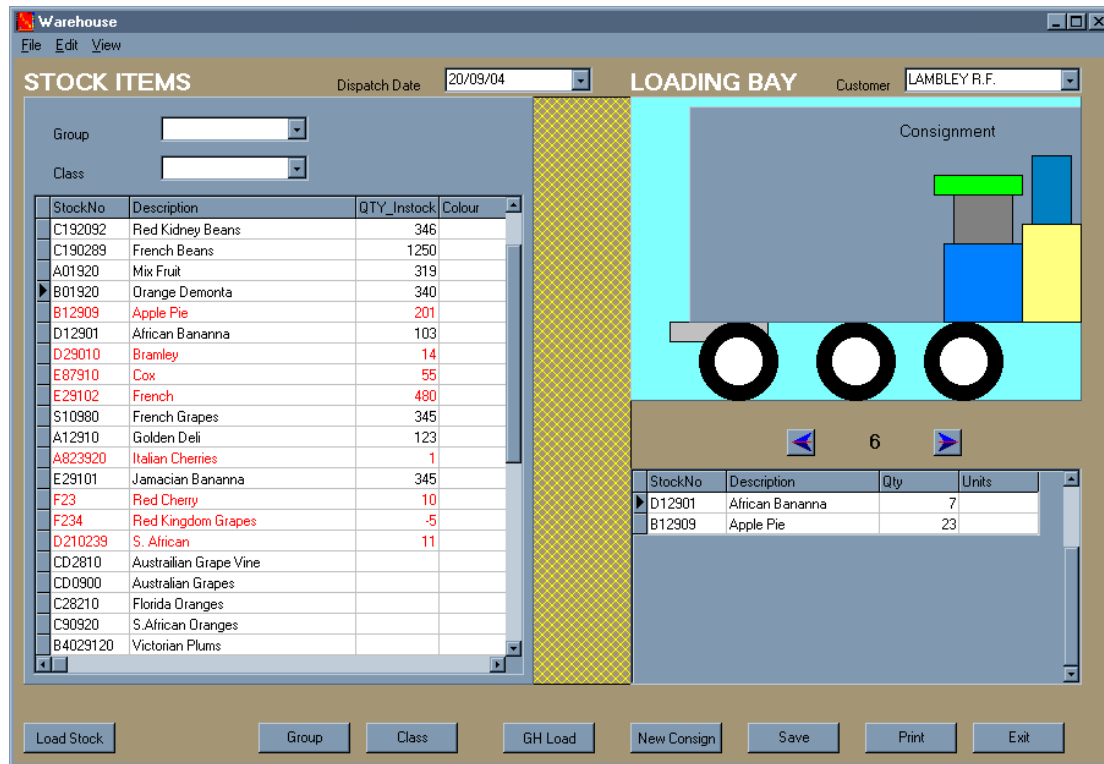 Warehouse
File Edit View
STOCK ITEMS Dispatch Date 20/09/04 LOADING BAY Customer LAMBLEY R.F.
Group
Class
StockNo Description QTY_Instock Colour
C192092 Red Kidney Beans 346
C190289 French Beans 1250
A01920 Mix Fruit 319
B01920 Orange Demonta 340
B12909 Apple Pie 201
D12901 African Bananna 103
D29010 Bramley 14
E87910 Cox 55
E29102 French 480
S10980 French Grapes 345
A12910 Golden Deli 123
A823920 Italian Cherries 1
E29101 Jamacian Bananna 345
F23 Red Cherry 10
F234 Red Kingdom Grapes -5
D210239 S. African 11
CD2810 Austrailian Grape Vine
CD0900 Australian Grapes
C28210 Florida Oranges
C90920 S.African Oranges
B4029120 Victorian Plums
Consignment
6
StockNo Description Qty Units
D12901 African Bananna 7
B12909 Apple Pie 23
Load Stock Group Class GH Load New Consign Save Print Exit